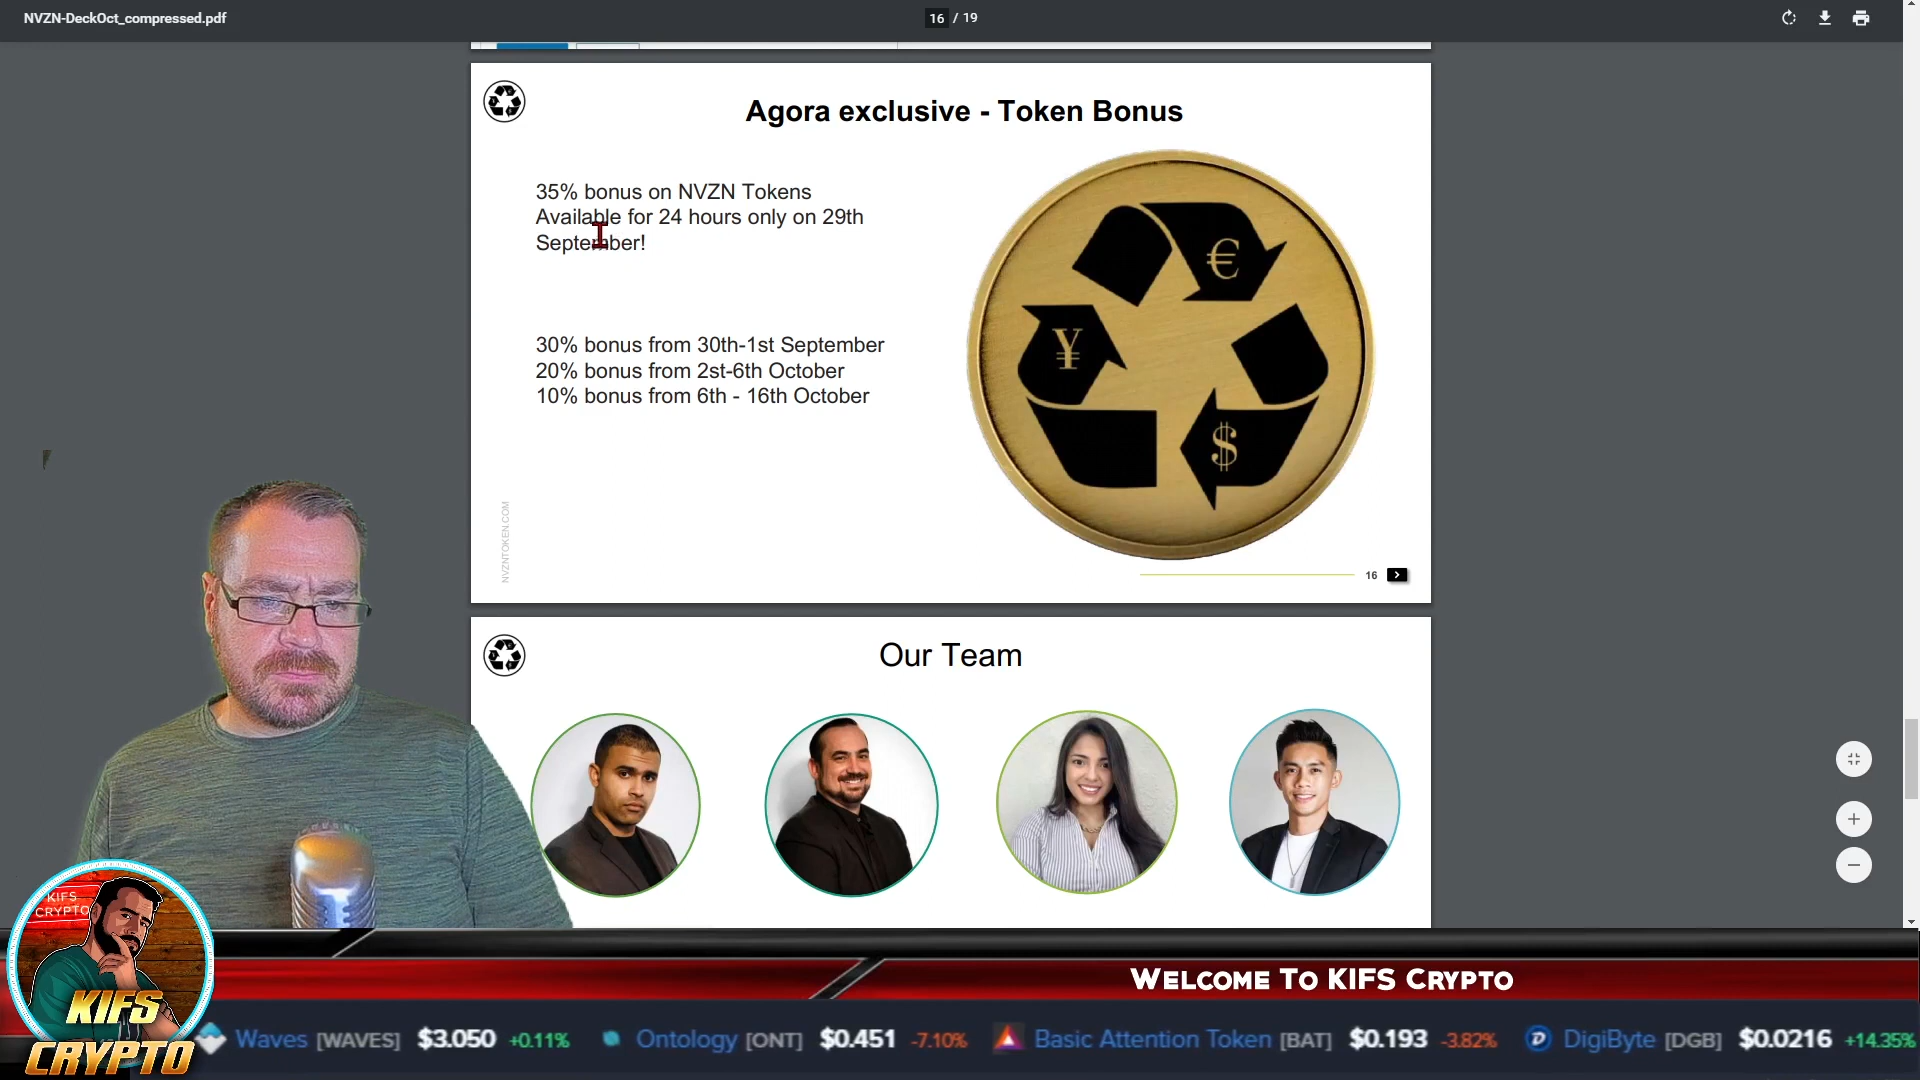 NVZN-DeckOct_compressed.pdf
16 / 19
Agora exclusive - Token Bonus
35% bonus on NVZN Tokens
Available for 24 hours only on 29th
September!
30% bonus from 30th-1st September
20% bonus from 2st-6th October
10% bonus from 6th - 16th October
€
¥
$
NVZNTOKEN.COM
16
Our Team
KIFS
CRYPTO
KIFS
CRYPTO
Welcome To KIFS Crypto
Waves [WAVES] $3.050 +0.11% Ontology [ONT] $0.451 -7.10% Basic Attention Token [BAT] $0.193 -3.82% DigiByte [DGB] $0.0216 +14.35%